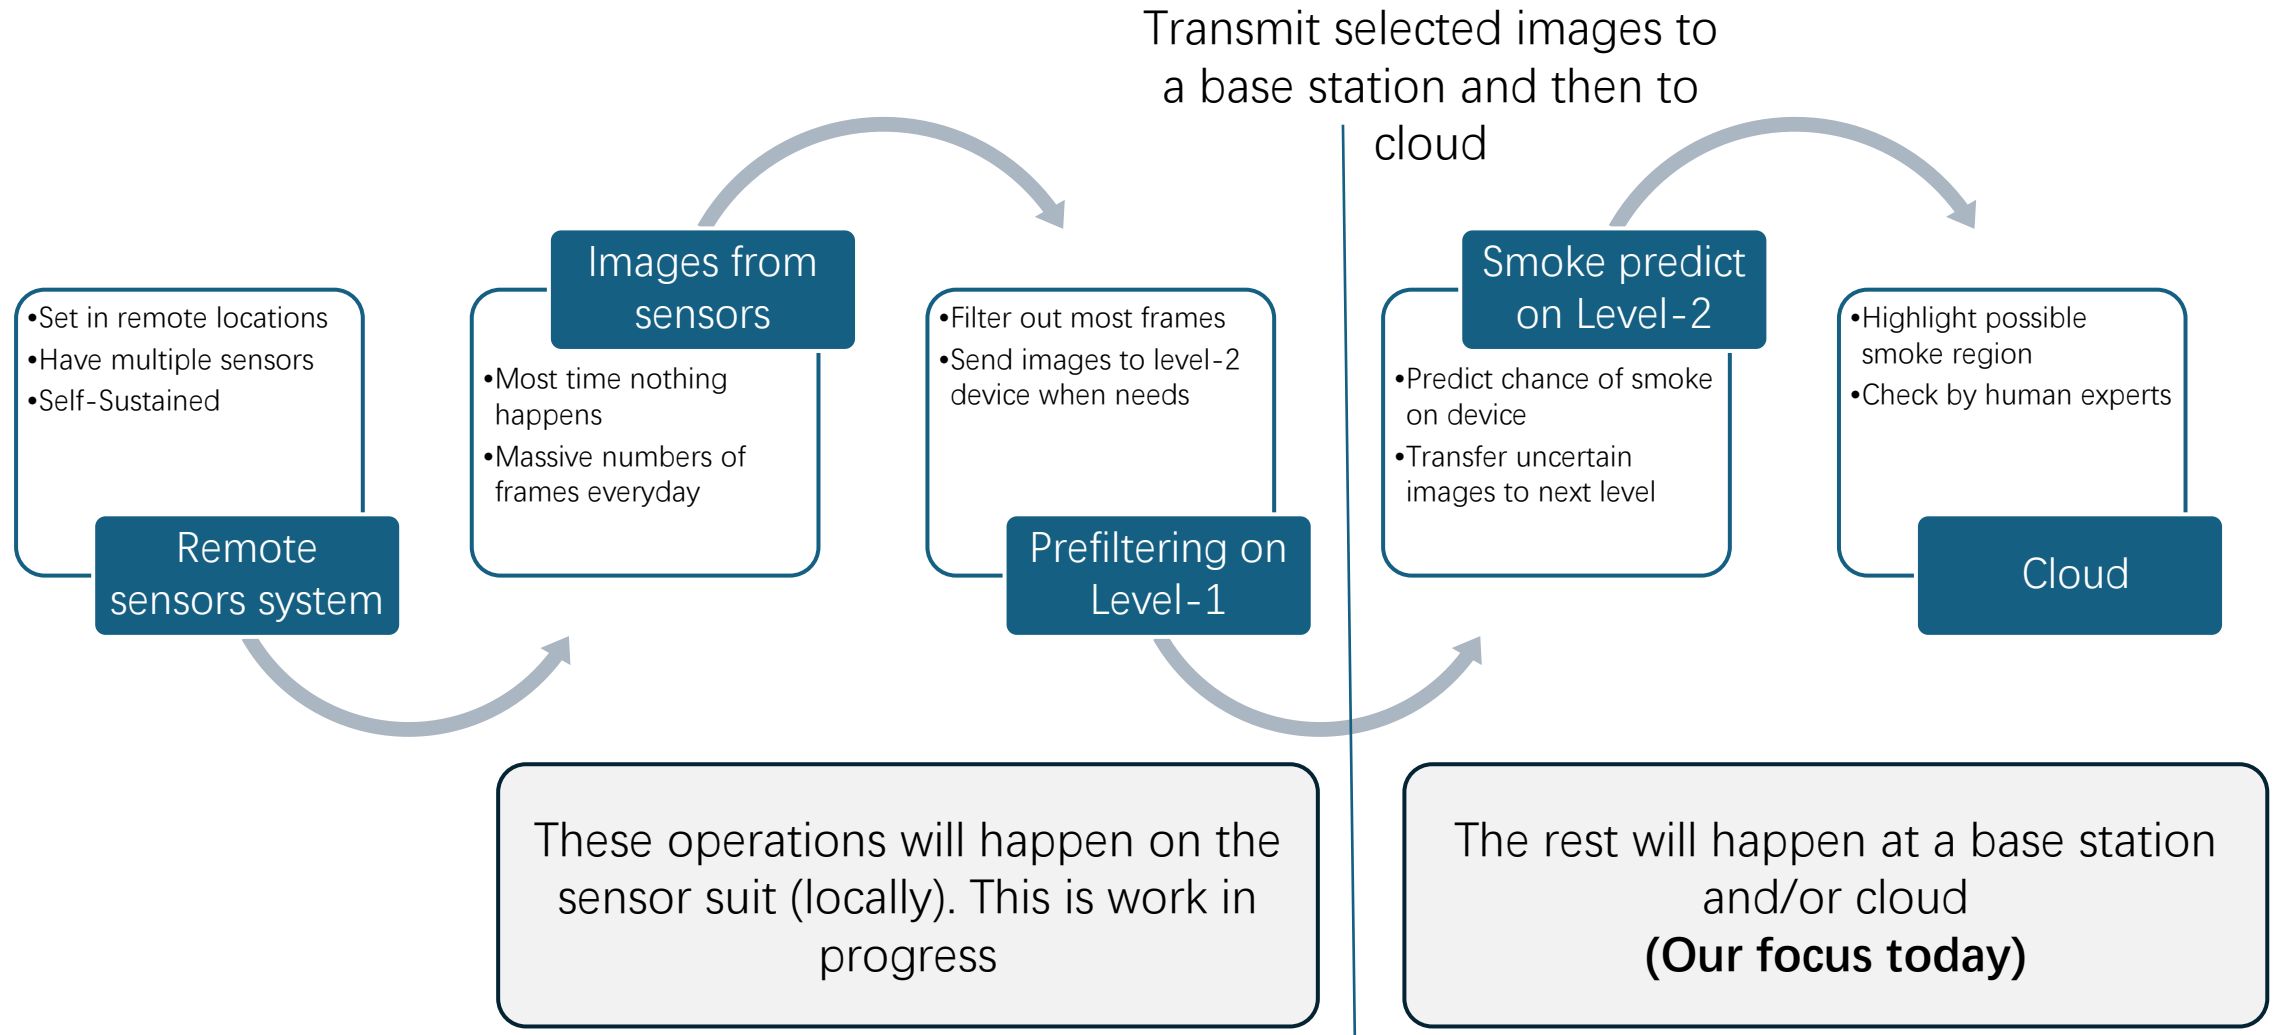 Transmit selected images to
a base station and then to
cloud
•Set in remote locations
•Have multiple sensors
•Self-Sustained
Remote
sensors system
Images from
sensors
•Most time nothing
happens
•Massive numbers of
frames everyday
•Filter out most frames
•Send images to level-2
device when needs
Prefiltering on
Level-1
Smoke predict
on Level-2
•Predict chance of smoke
on device
•Transfer uncertain
images to next level
•Highlight possible
smoke region
•Check by human experts
Cloud
These operations will happen on the
sensor suit (locally). This is work in
progress
The rest will happen at a base station
and/or cloud
(Our focus today)